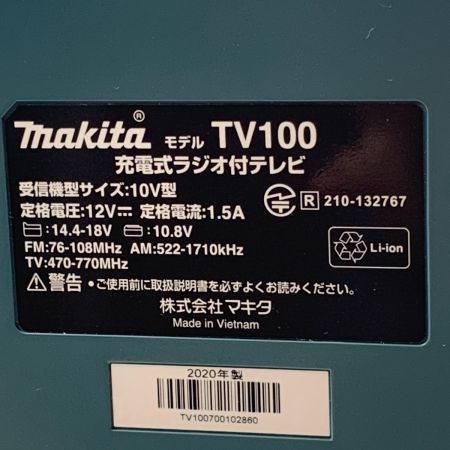 makita® モデル TV100
充電式ラジオ付テレビ
受信機型サイズ:10V型
定格電圧:12V⎓ 定格電流:1.5A
:14.4-18V :10.8V
FM:76-108MHz AM:522-1710kHz
TV:470-770MHz
R 210-132767
Li-ion
⚠警告 •ご使用前に取扱説明書を必ずよくお読みください。
株式会社 マキタ
Made in Vietnam
2020年製
TV100700102860